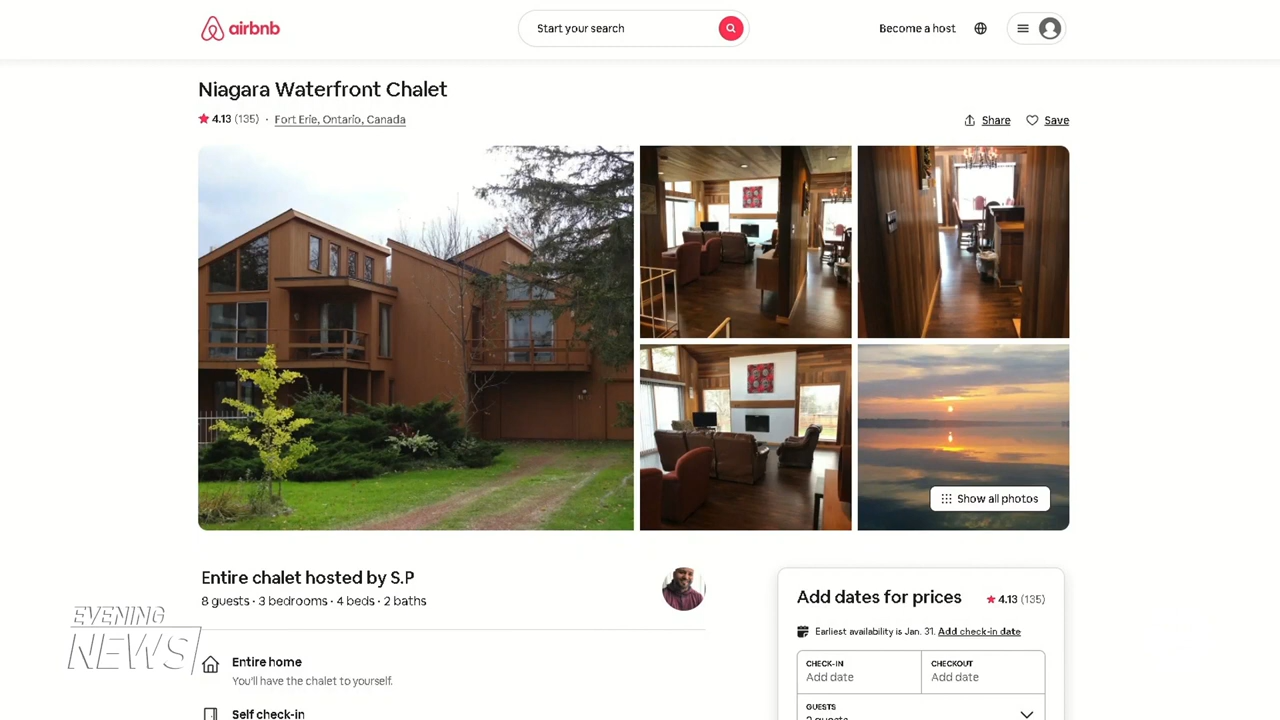 airbnb
Start your search
Become a host
Niagara Waterfront Chalet
4.13 (135) · Fort Erie, Ontario, Canada
Share
Save
Show all photos
Entire chalet hosted by S.P
8 guests · 3 bedrooms · 4 beds · 2 baths
Add dates for prices
4.13 (135)
Earliest availability is Jan. 31. Add check-in date
CHECK-IN
Add date
CHECKOUT
Add date
GUESTS
2 guests
EVENING
NEWS
Entire home
You'll have the chalet to yourself.
Self check-in